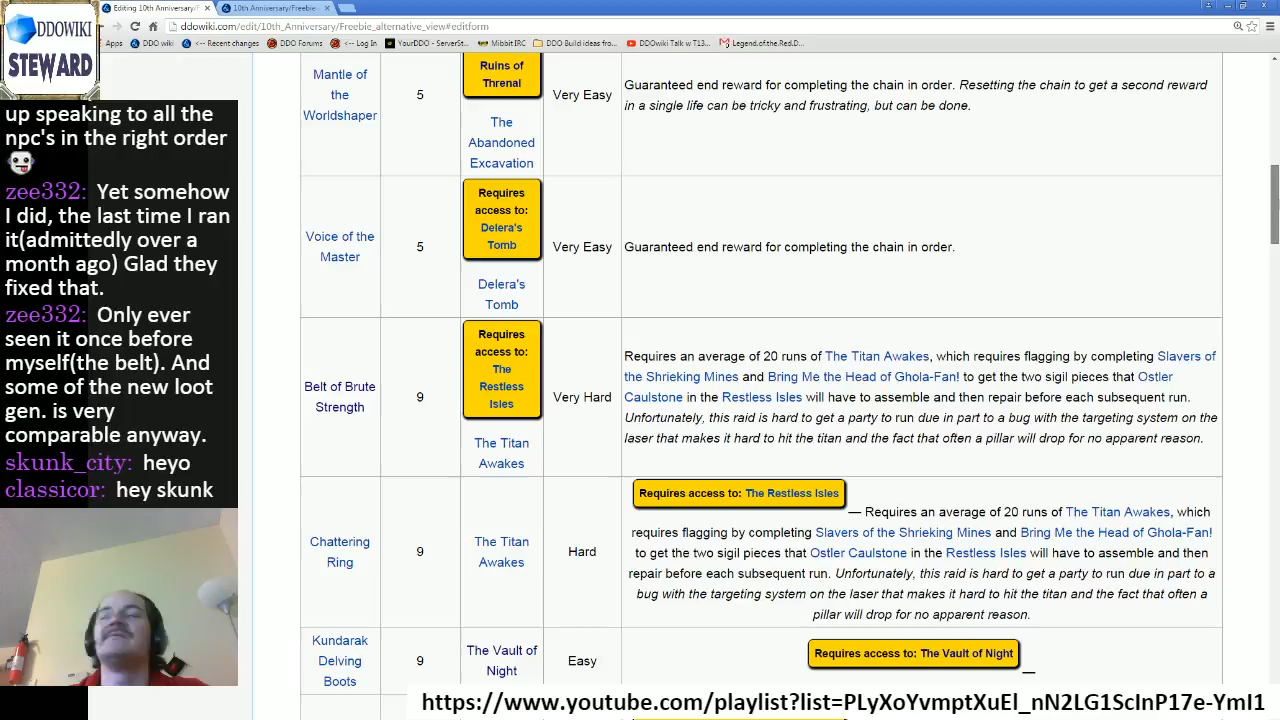 DDOWIKI
STEWARD
Editing 10th_Anniversary/F
10th_Anniversary/Freebie
ddowiki.com/edit/10th_Anniversary/Freebie_alternative_view#editform
Apps
DDO wiki
<-- Recent changes
DDO Forums
<-- Log In
YourDDO - ServerSt...
Mibbit IRC
DDO Build ideas from...
DDOwiki Talk w T13...
Legend.of.the.Red.D...
up speaking to all the
npc's in the right order
zee332: Yet somehow
I did, the last time I ran
it(admittedly over a
month ago) Glad they
fixed that.
zee332: Only ever
seen it once before
myself(the belt). And
some of the new loot
gen. is very
comparable anyway.
skunk_city: heyo
classicor: hey skunk
Mantle of
the
Worldshaper
5
Ruins of
Threnal
The
Abandoned
Excavation
Very Easy
Guaranteed end reward for completing the chain in order. Resetting the chain to get a second reward
in a single life can be tricky and frustrating, but can be done.
Voice of the
Master
5
Requires
access to:
Delera's
Tomb
Delera's
Tomb
Very Easy
Guaranteed end reward for completing the chain in order.
Belt of Brute
Strength
9
Requires
access to:
The
Restless
Isles
The Titan
Awakes
Very Hard
Requires an average of 20 runs of The Titan Awakes, which requires flagging by completing Slavers of
the Shrieking Mines and Bring Me the Head of Ghola-Fan! to get the two sigil pieces that Ostler
Caulstone in the Restless Isles will have to assemble and then repair before each subsequent run.
Unfortunately, this raid is hard to get a party to run due in part to a bug with the targeting system on the
laser that makes it hard to hit the titan and the fact that often a pillar will drop for no apparent reason.
Chattering
Ring
9
The Titan
Awakes
Hard
Requires access to: The Restless Isles
— Requires an average of 20 runs of The Titan Awakes, which
requires flagging by completing Slavers of the Shrieking Mines and Bring Me the Head of Ghola-Fan!
to get the two sigil pieces that Ostler Caulstone in the Restless Isles will have to assemble and then
repair before each subsequent run. Unfortunately, this raid is hard to get a party to run due in part to a
bug with the targeting system on the laser that makes it hard to hit the titan and the fact that often a
pillar will drop for no apparent reason.
Kundarak
Delving
Boots
9
The Vault of
Night
Easy
Requires access to: The Vault of Night
—
https://www.youtube.com/playlist?list=PLyXoYvmptXuEl_nN2LG1ScInP17e-YmI1